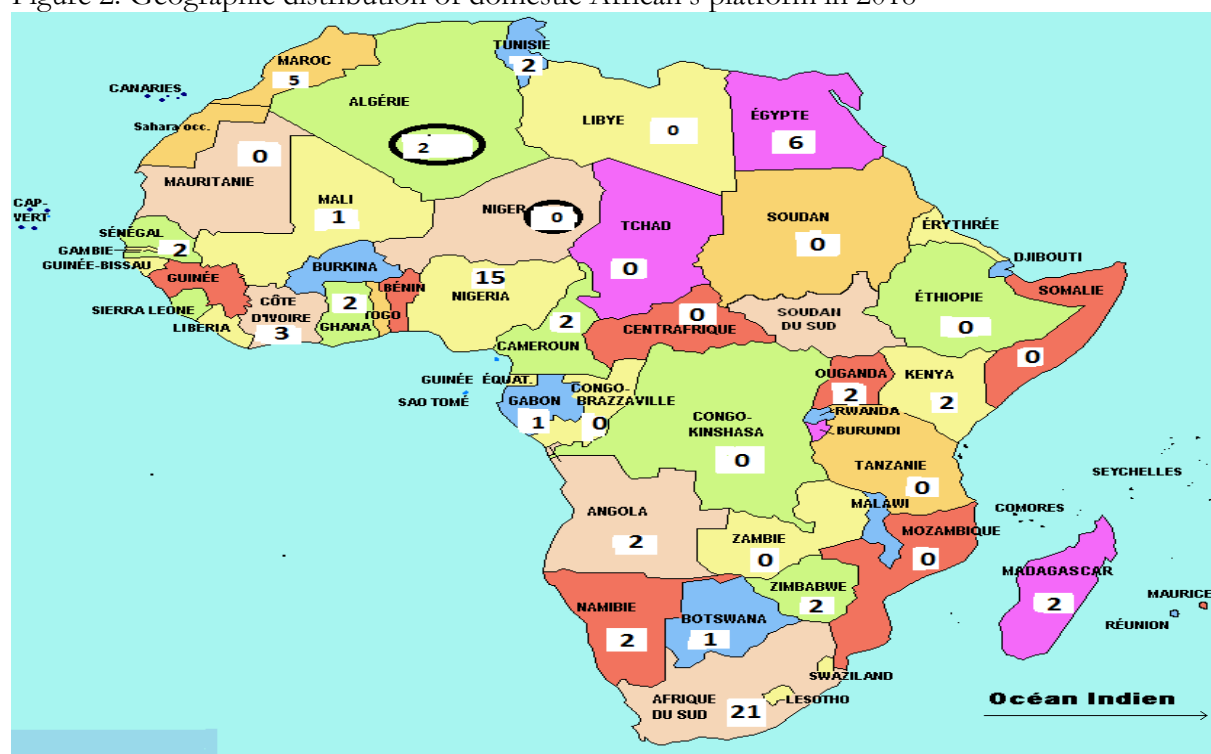 Figure 2: Geographic distribution of domestic African's platform in 2016
TUNISIE
2
MAROC
5
CANARIES
ALGÉRIE
2
LIBYE
0
ÉGYPTE
6
Sahara occ.
0
MAURITANIE
MALI
1
NIGER
0
TCHAD
0
SOUDAN
0
ÉRYTHRÉE
CAP-
VERT
SÉNÉGAL
2
GAMBIE
GUINÉE-BISSAU
GUINÉE
BURKINA
BÉNIN
15
NIGERIA
DJIBOUTI
SOMALIE
0
ÉTHIOPIE
0
SIERRA LEONE
LIBERIA
CÔTE
D'IVOIRE
3
2
GHANA
TOGO
2
CAMEROUN
0
CENTRAFRIQUE
SOUDAN
DU SUD
GUINÉE ÉQUAT.
SAO TOMÉ
GABON
1
CONGO-
BRAZZAVILLE
0
CONGO-
KINSHASA
0
OUGANDA
2
KENYA
2
RWANDA
BURUNDI
TANZANIE
0
SEYCHELLES
COMORES
ANGOLA
2
ZAMBIE
0
MALAWI
MOZAMBIQUE
0
MADAGASCAR
2
MAURICE
RÉUNION
NAMIBIE
2
BOTSWANA
1
ZIMBABWE
2
SWAZILAND
LESOTHO
AFRIQUE
DU SUD
21
Océan Indien